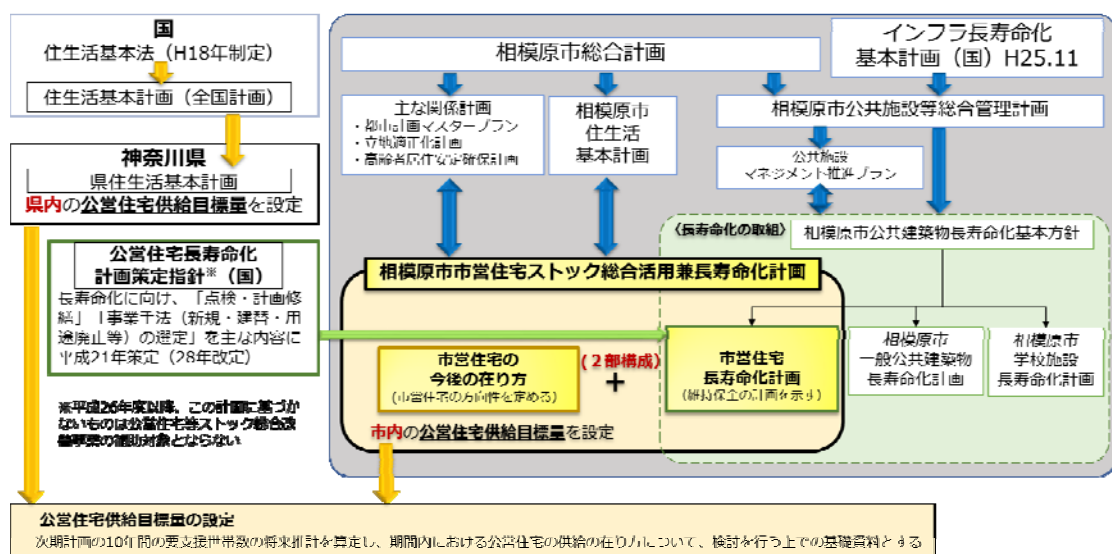 国
住生活基本法（H18年制定）
住生活基本計画（全国計画）
神奈川県
県住生活基本計画
県内の公営住宅供給目標量を設定
公営住宅長寿命化
計画策定指針※（国）
長寿命化に向け、「点検・計画修
繕」「事業手法（新規・建替・用
途廃止等）の選定」を主な内容に
平成21年策定（28年改定）
※平成26年度以降、この計画に基づか
ないものは公営住宅等ストック総合改
善事業の補助対象とならない
相模原市総合計画
インフラ長寿命化
基本計画（国）H25.11
主な関係計画
・都市計画マスタープラン
・立地適正化計画
・高齢者居住安定確保計画
相模原市
住生活
基本計画
相模原市公共施設等総合管理計画
公共施設
マネジメント推進プラン
〈長寿命化の取組〉
相模原市公共建築物長寿命化基本方針
相模原市市営住宅ストック総合活用兼長寿命化計画
市営住宅の
今後の在り方
（市営住宅の方向性を定める）
（２部構成）
+
市営住宅
長寿命化計画
（維持保全の計画を示す）
相模原市
一般公共建築物
長寿命化計画
相模原市
学校施設
長寿命化計画
市内の公営住宅供給目標量を設定
公営住宅供給目標量の設定
次期計画の10年間の要支援世帯数の将来推計を算定し、期間内における公営住宅の供給の在り方について、検討を行う上での基礎資料とする